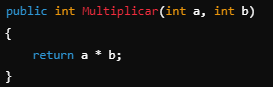 public int Multiplicar(int a, int b)
{
    return a * b;
}